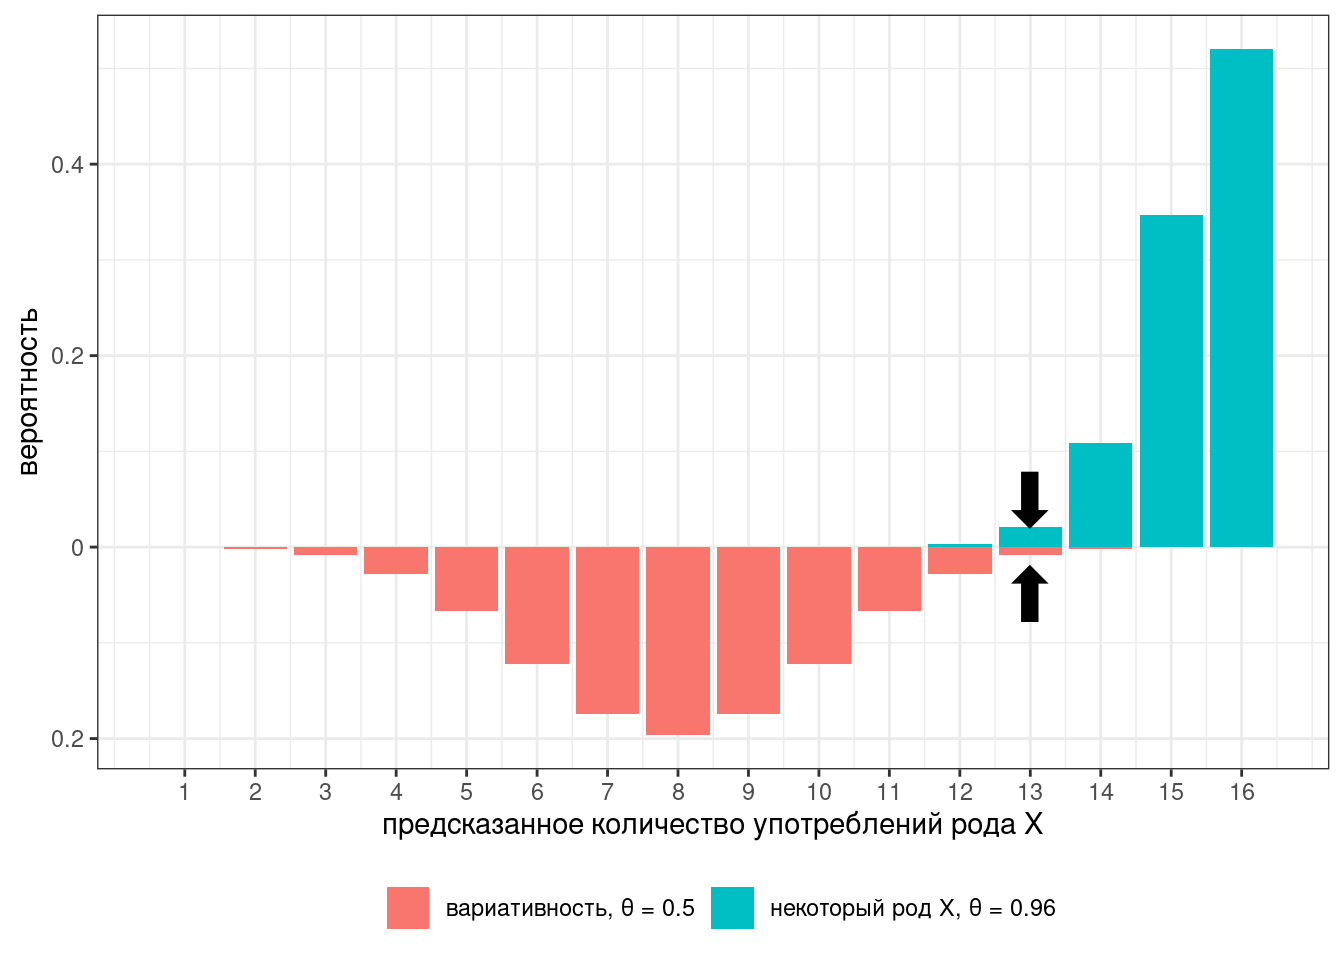 вероятность
0.4
0.2
0
0.2
1 2 3 4 5 6 7 8 9 10 11 12 13 14 15 16
предсказанное количество употреблений рода X
вариативность, θ = 0.5 некоторый род X, θ = 0.96